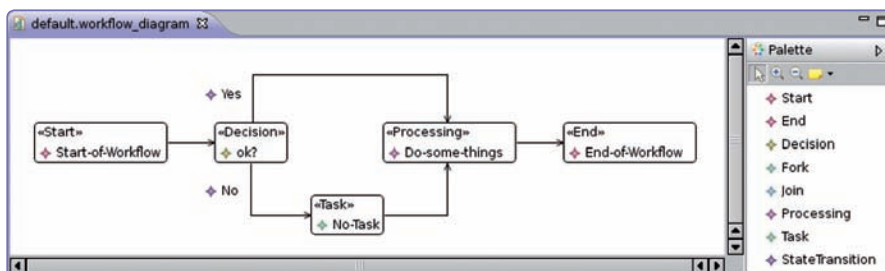 default.workflow_diagram
Yes
«Start»
Start-of-Workflow
«Decision»
ok?
«Processing»
Do-some-things
«End»
End-of-Workflow
No
«Task»
No-Task
Palette
Start
End
Decision
Fork
Join
Processing
Task
StateTransition